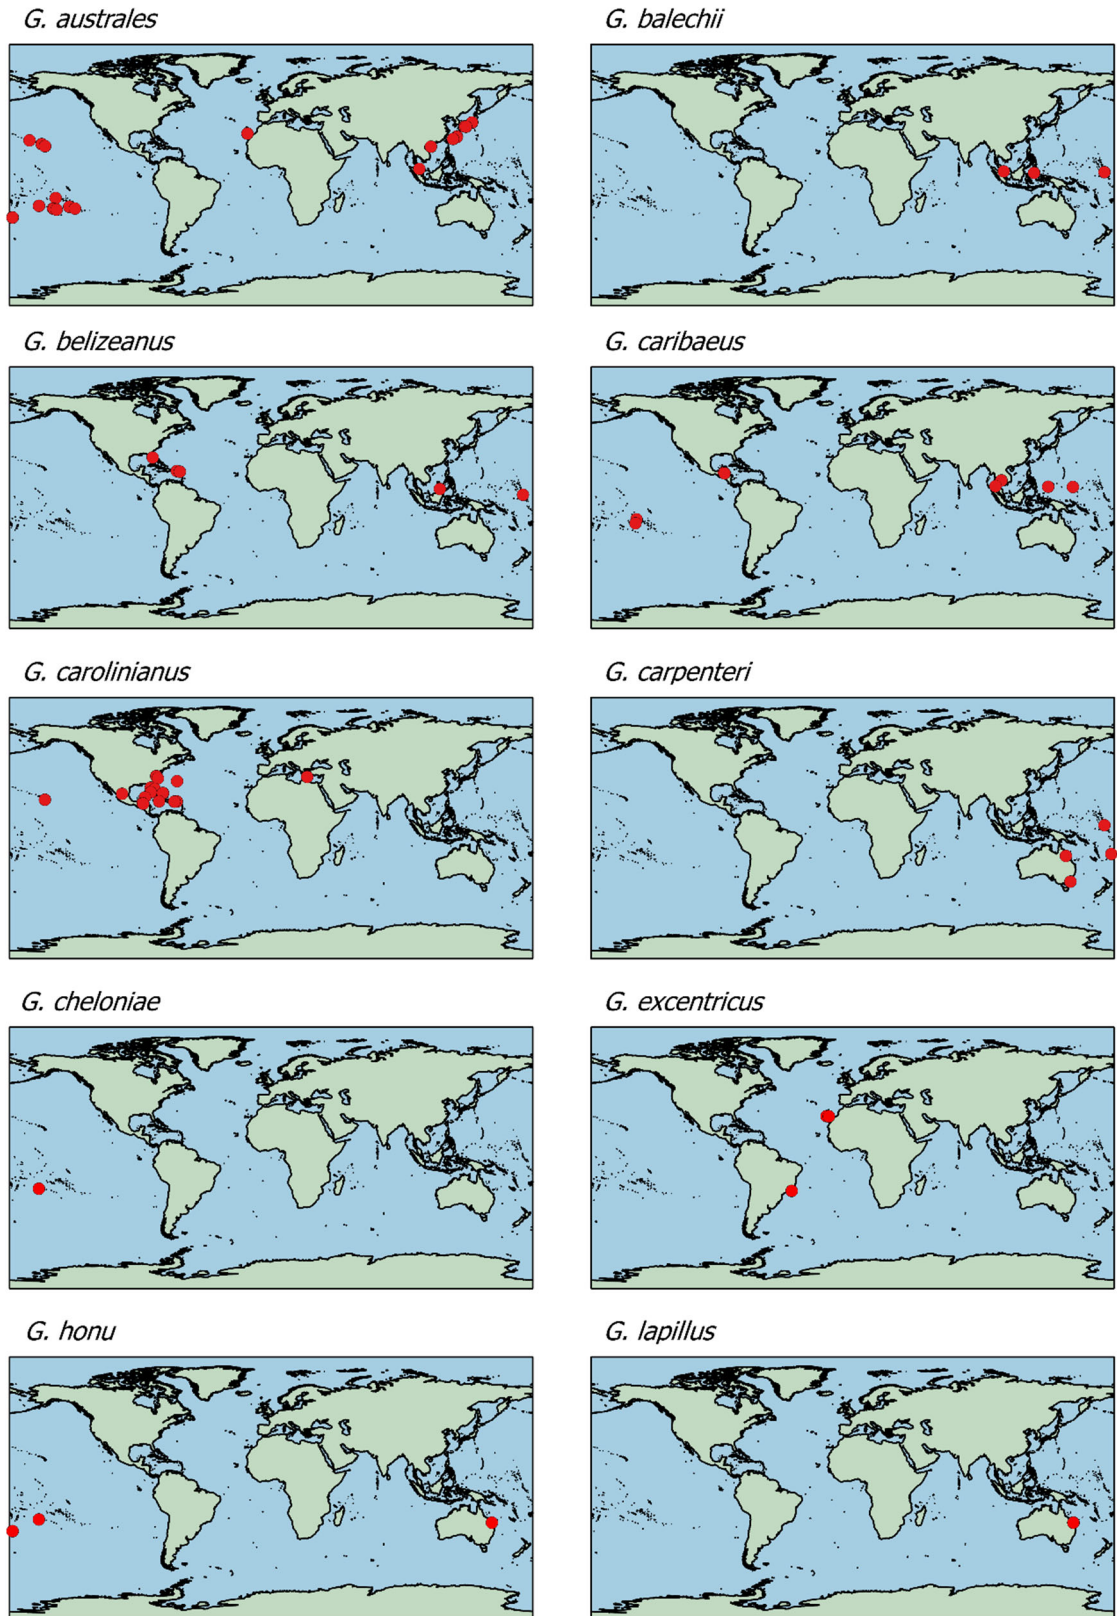 G. australes
G. balechii
G. belizeanus
G. caribaeus
G. carolinianus
G. carpenteri
G. cheloniae
G. excentricus
G. honu
G. lapillus